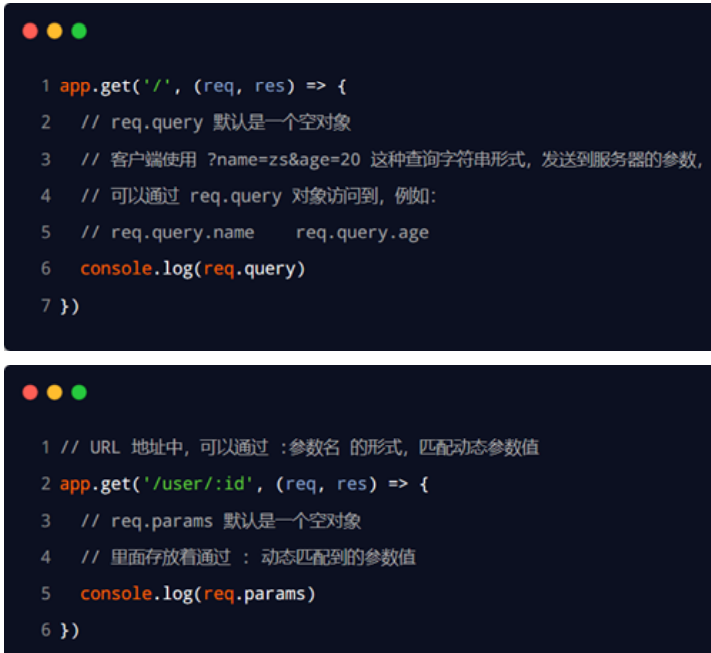 1 app.get('/', (req, res) => {
2 // req.query 默认是一个空对象
3 // 客户端使用 ?name=zs&age=20 这种查询字符串形式，发送到服务器的参数，
4 // 可以通过 req.query 对象访问到，例如：
5 // req.query.name    req.query.age
6 console.log(req.query)
7 })
1 // URL 地址中，可以通过 :参数名 的形式，匹配动态参数值
2 app.get('/user/:id', (req, res) => {
3 // req.params 默认是一个空对象
4 // 里面存放着通过 : 动态匹配到的参数值
5 console.log(req.params)
6 })